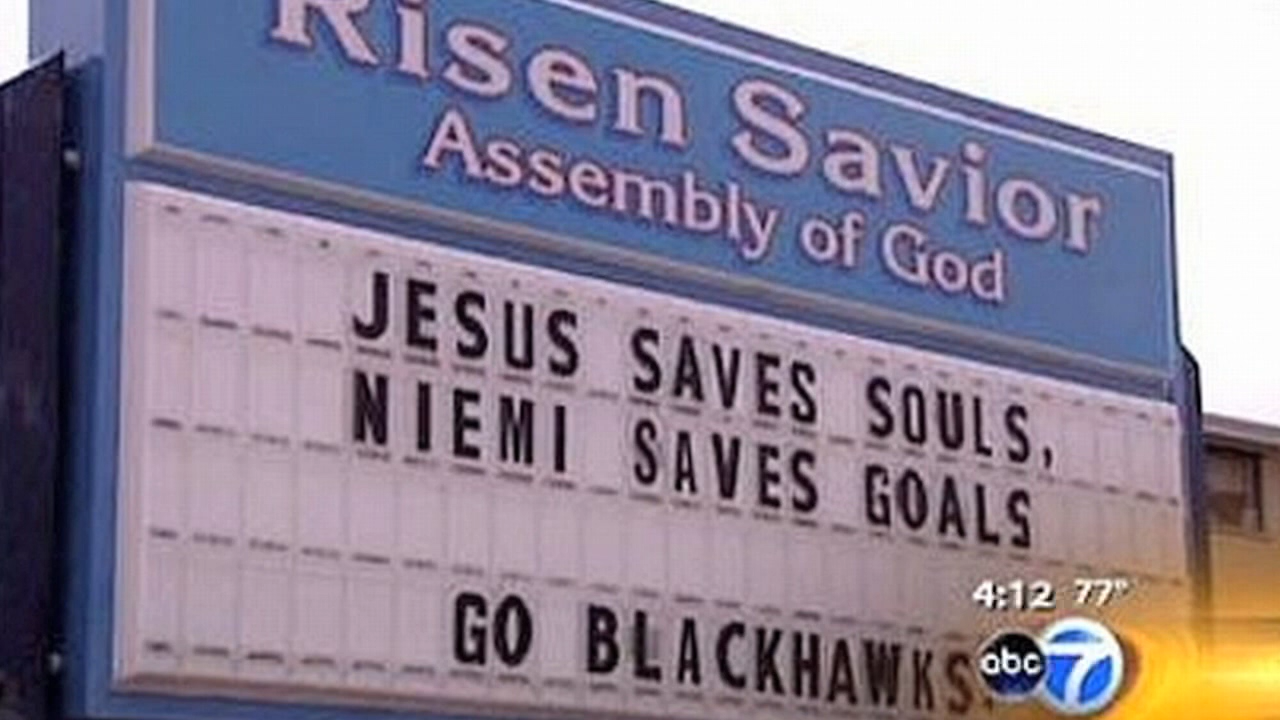 Risen Savior
Assembly of God
JESUS SAVES SOULS,
NIEMI SAVES GOALS
GO BLACKHAWKS
4:12 77°
abc 7